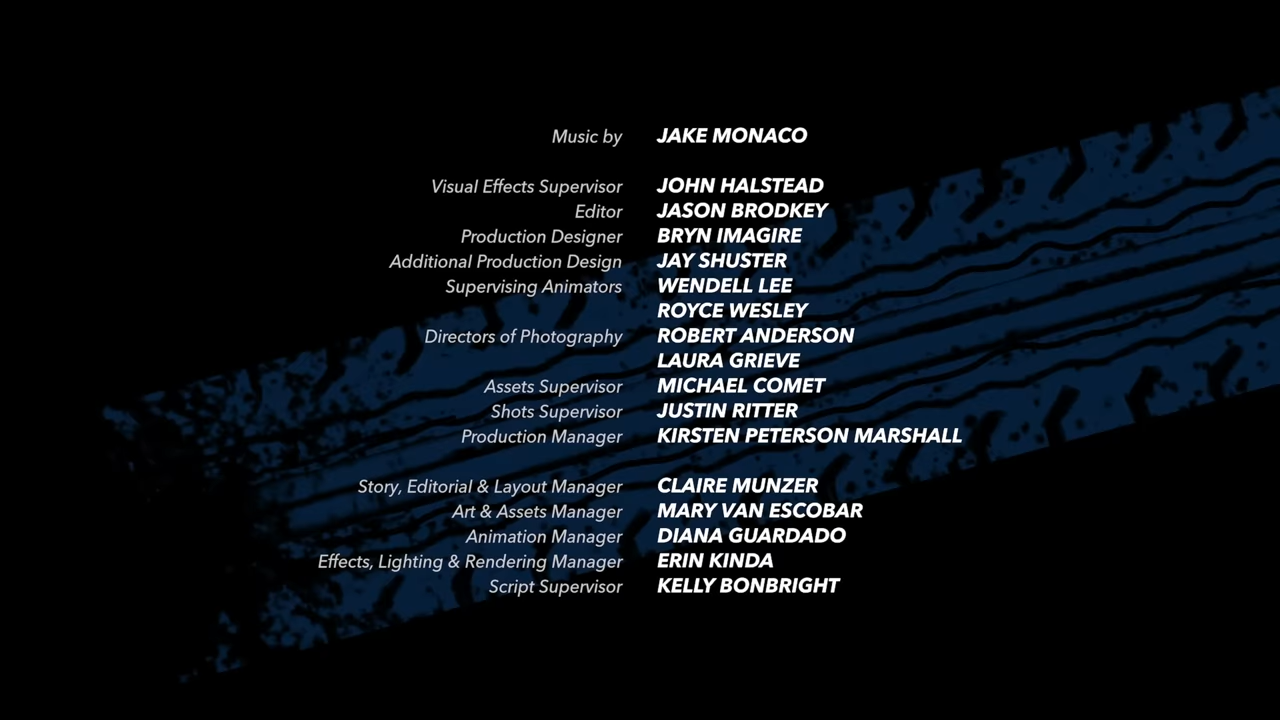 Music by JAKE MONACO
Visual Effects Supervisor JOHN HALSTEAD
Editor JASON BRODKEY
Production Designer BRYN IMAGIRE
Additional Production Design JAY SHUSTER
Supervising Animators WENDELL LEE
ROYCE WESLEY
Directors of Photography ROBERT ANDERSON
LAURA GRIEVE
Assets Supervisor MICHAEL COMET
Shots Supervisor JUSTIN RITTER
Production Manager KIRSTEN PETERSON MARSHALL
Story, Editorial & Layout Manager CLAIRE MUNZER
Art & Assets Manager MARY VAN ESCOBAR
Animation Manager DIANA GUARDADO
Effects, Lighting & Rendering Manager ERIN KINDA
Script Supervisor KELLY BONBRIGHT